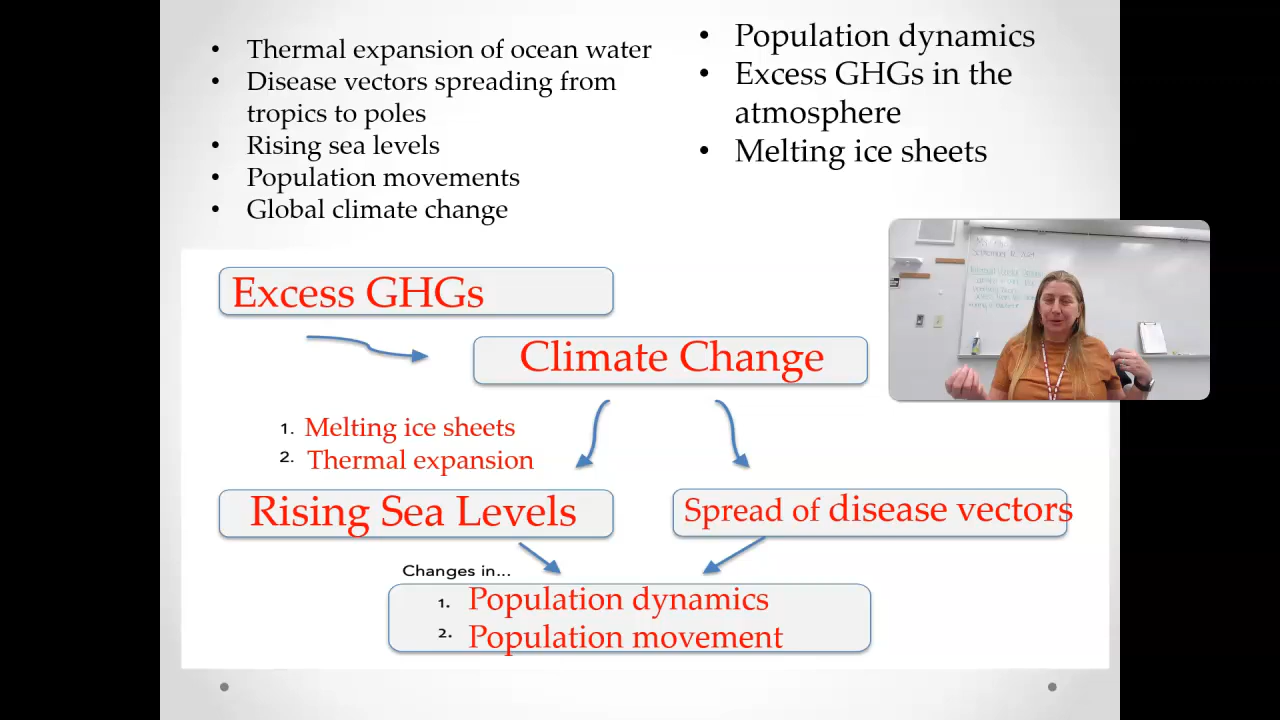 • Thermal expansion of ocean water
• Disease vectors spreading from
tropics to poles
• Rising sea levels
• Population movements
• Global climate change
• Population dynamics
• Excess GHGs in the
atmosphere
• Melting ice sheets
Excess GHGs
Climate Change
1. Melting ice sheets
2. Thermal expansion
Rising Sea Levels
Spread of disease vectors
Changes in...
1. Population dynamics
2. Population movement